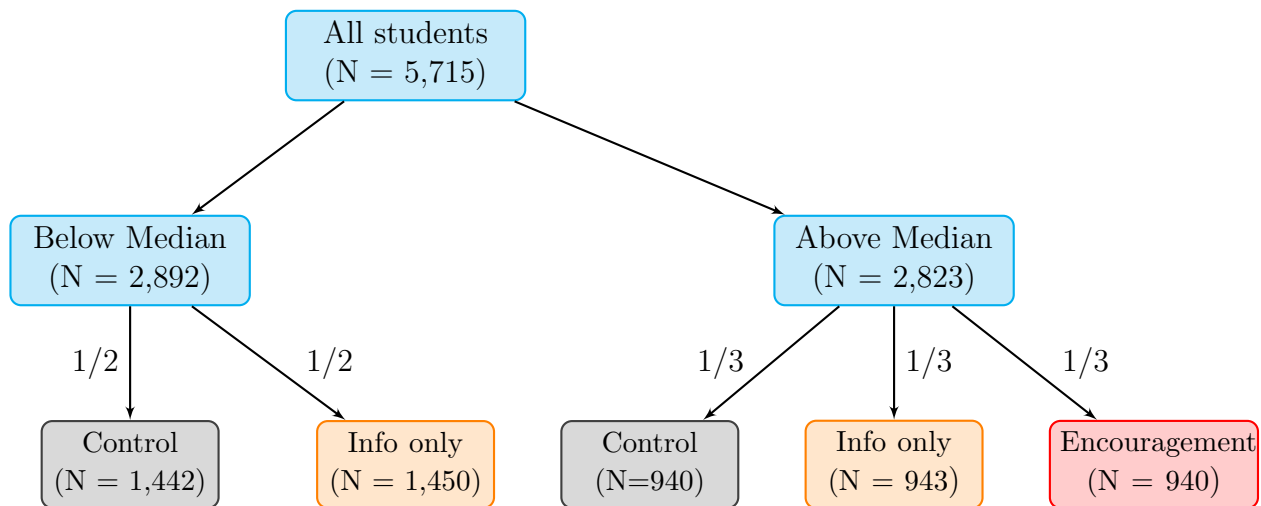 All students
(N = 5,715)
Below Median
(N = 2,892)
Above Median
(N = 2,823)
1/2
1/2
1/3
1/3
1/3
Control
(N = 1,442)
Info only
(N = 1,450)
Control
(N=940)
Info only
(N = 943)
Encouragement
(N = 940)